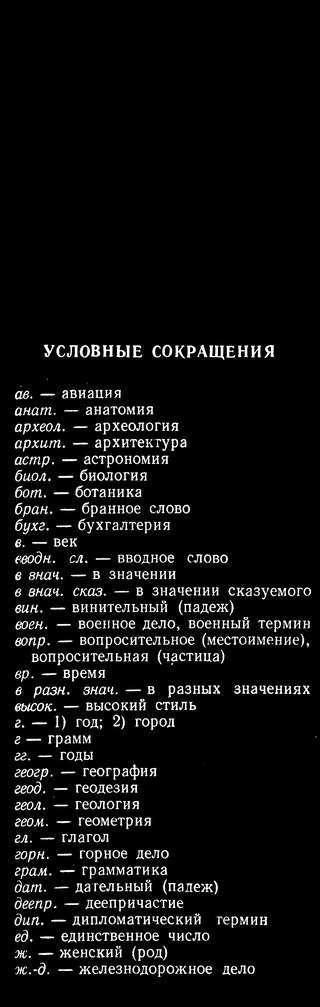 УСЛОВНЫЕ СОКРАЩЕНИЯ
ав. — авиация
анат. — анатомия
археол. — археология
архит. — архитектура
астр. — астрономия
биол. — биология
бот. — ботаника
бран. — бранное слово
бухг. — бухгалтерия
в. — век
вводн. сл. — вводное слово
в знач. — в значении
в знач. сказ. — в значении сказуемого
вин. — винительный (падеж)
воен. — военное дело, военный термин
вопр. — вопросительное (местоимение),
вопросительная (частица)
вр. — время
в разн. знач. — в разных значениях
высок. — высокий стиль
г. — 1) год; 2) город
г — грамм
гг. — годы
геогр. — география
геод. — геодезия
геол. — геология
геом. — геометрия
гл. — глагол
горн. — горное дело
грам. — грамматика
дат. — дательный (падеж)
деепр. — деепричастие
дип. — дипломатический термин
ед. — единственное число
ж. — женский (род)
ж.-д. — железнодорожное дело